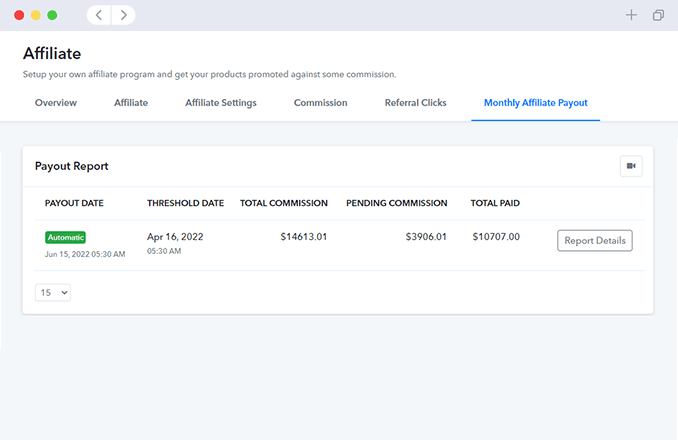 Affiliate
Setup your own affiliate program and get your products promoted against some commission.
Overview Affiliate Affiliate Settings Commission Referral Clicks Monthly Affiliate Payout
Payout Report
PAYOUT DATE THRESHOLD DATE TOTAL COMMISSION PENDING COMMISSION TOTAL PAID
Automatic Apr 16, 2022 $14613.01 $3906.01 $10707.00 Report Details
Jun 15, 2022 05:30 AM 05:30 AM
15